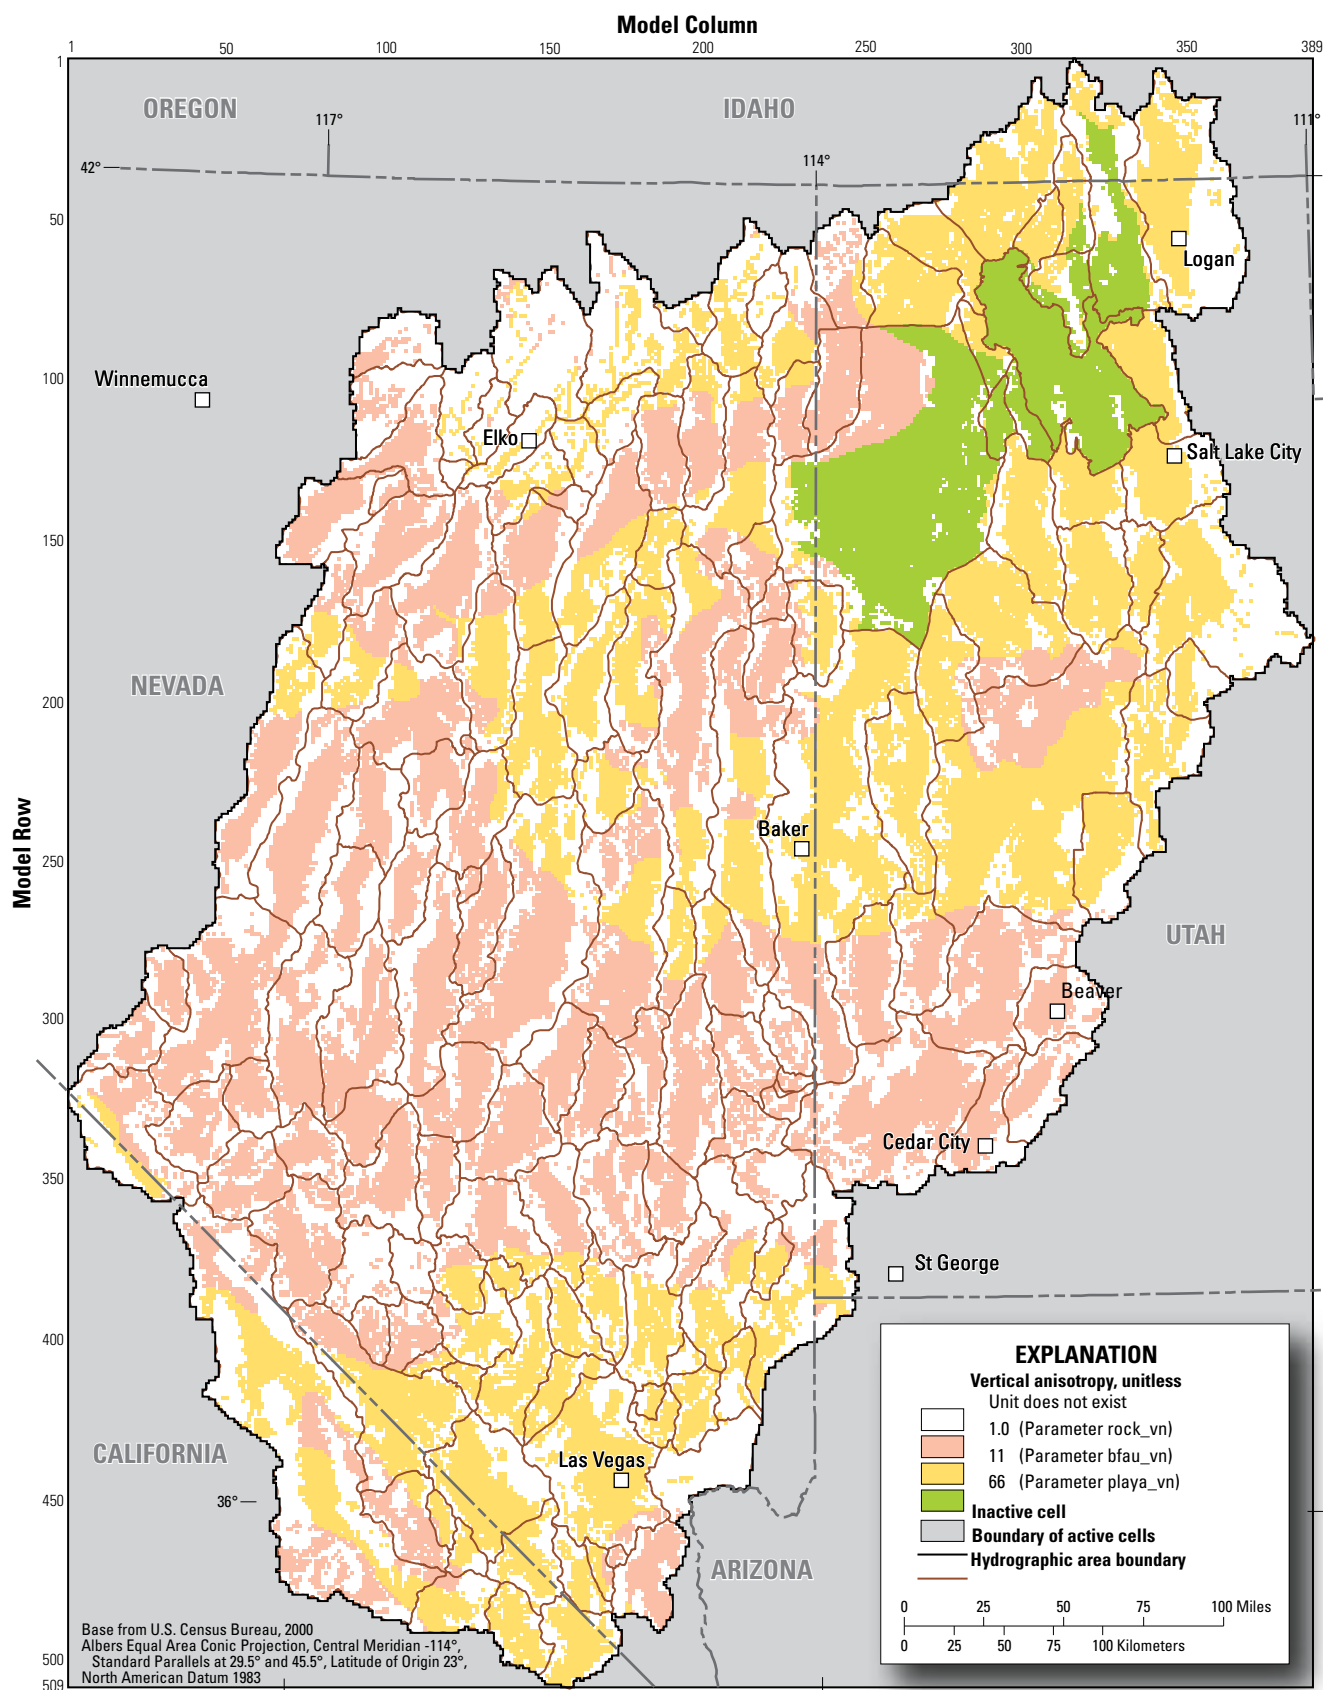 Model Column
1 50 100 150 200 250 300 350 389
1
OREGON
IDAHO
117°
111°
42°
114°
50
Logan
100
Winnemucca
Elko
Salt Lake City
150
NEVADA
200
Model Row
Baker
250
UTAH
Beaver
300
Cedar City
350
St George
400
CALIFORNIA
Las Vegas
450
36°
ARIZONA
500
509
EXPLANATION
Vertical anisotropy, unitless
Unit does not exist
1.0 (Parameter rock_vn)
11 (Parameter bfau_vn)
66 (Parameter playa_vn)
Inactive cell
Boundary of active cells
Hydrographic area boundary
0 25 50 75 100 Miles
0 25 50 75 100 Kilometers
Base from U.S. Census Bureau, 2000
Albers Equal Area Conic Projection, Central Meridian -114°,
Standard Parallels at 29.5° and 45.5°, Latitude of Origin 23°,
North American Datum 1983